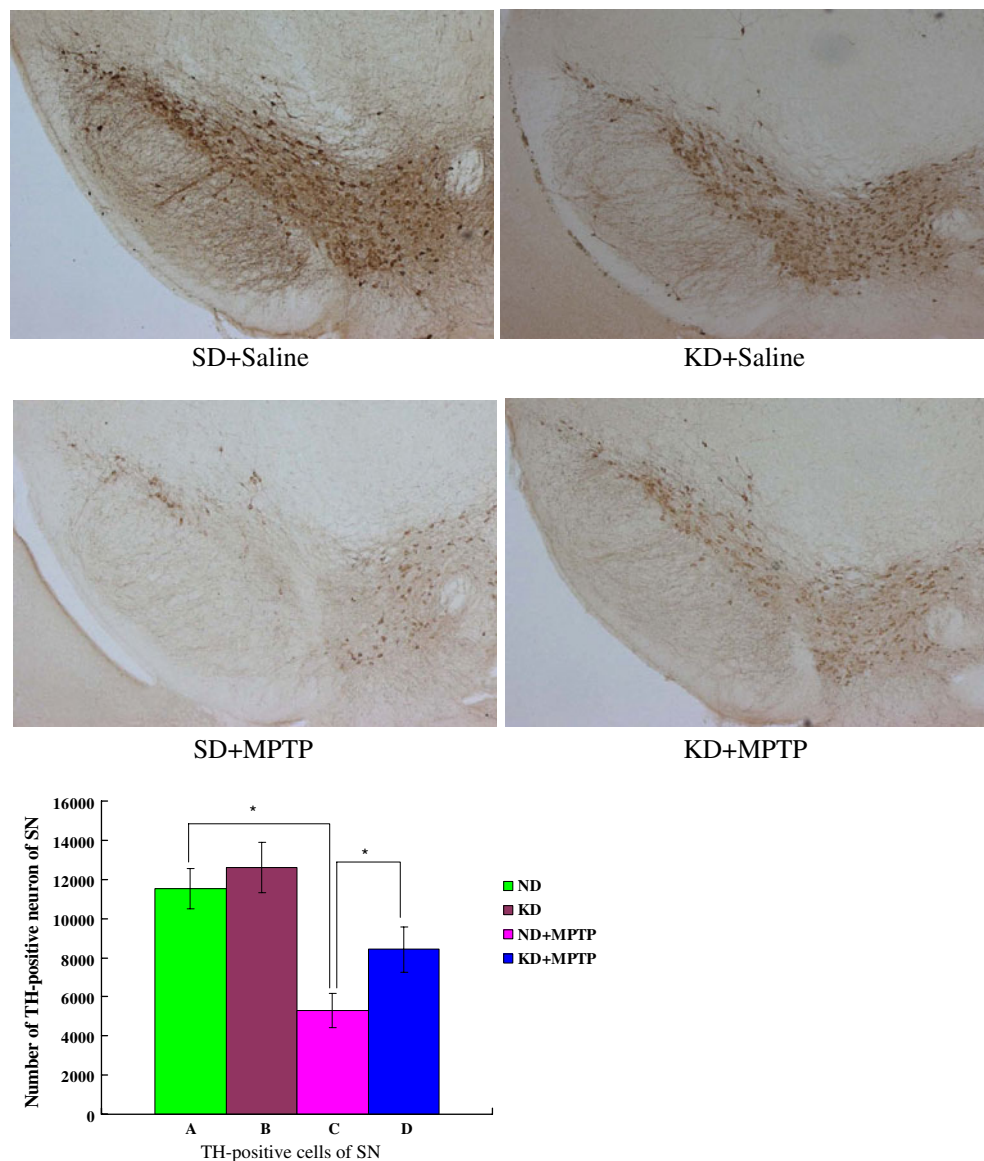 SD+Saline
KD+Saline
SD+MPTP
KD+MPTP
Number of TH-positive neuron of SN
16000
14000
12000
10000
8000
6000
4000
2000
0
*
*
A
B
C
D
TH-positive cells of SN
ND
KD
ND+MPTP
KD+MPTP